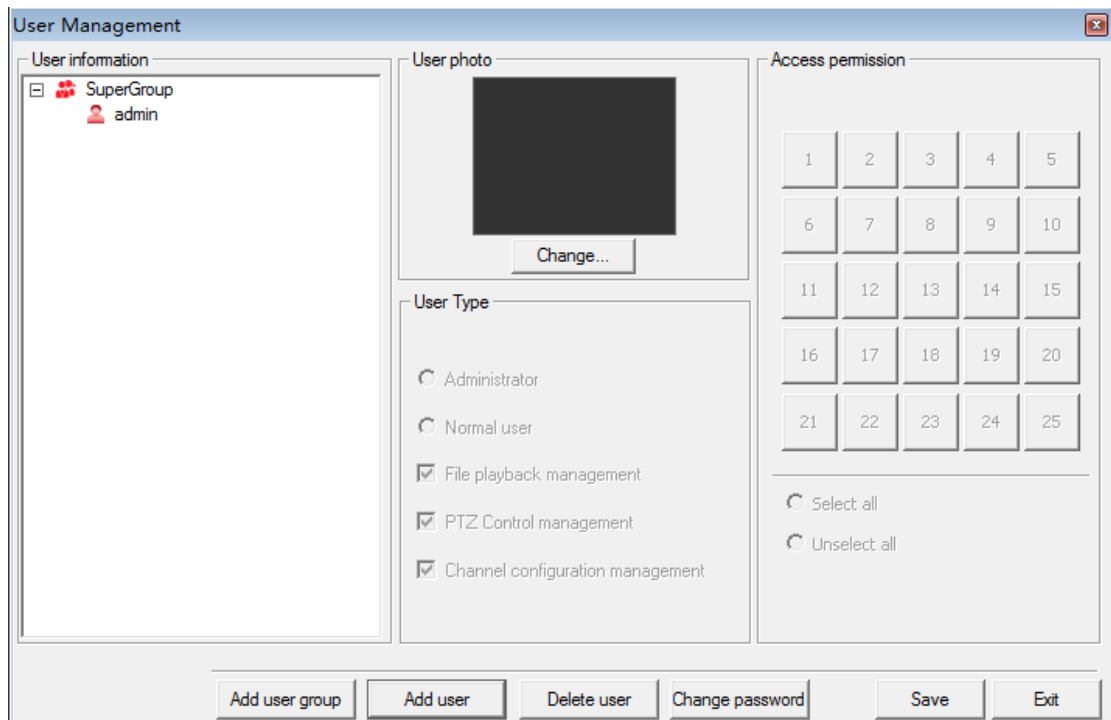 User Management
User information
SuperGroup
admin
User photo
Change...
User Type
Administrator
Normal user
File playback management
PTZ Control management
Channel configuration management
Access permission
1 2 3 4 5
6 7 8 9 10
11 12 13 14 15
16 17 18 19 20
21 22 23 24 25
Select all
Unselect all
Add user group Add user Delete user Change password Save Exit